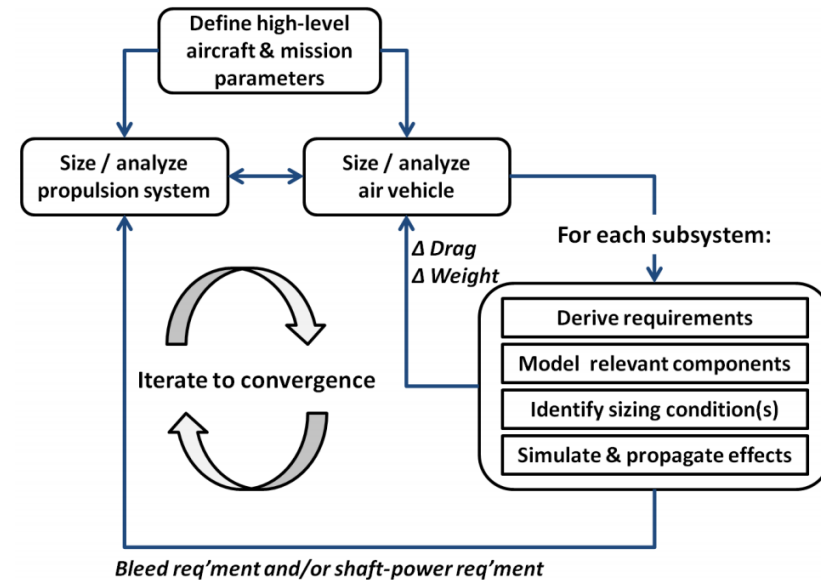 Define high-level
aircraft & mission
parameters
Size / analyze
propulsion system
Size / analyze
air vehicle
For each subsystem:
Δ Drag
Δ Weight
Derive requirements
Model relevant components
Identify sizing condition(s)
Simulate & propagate effects
Iterate to convergence
Bleed req'ment and/or shaft-power req'ment